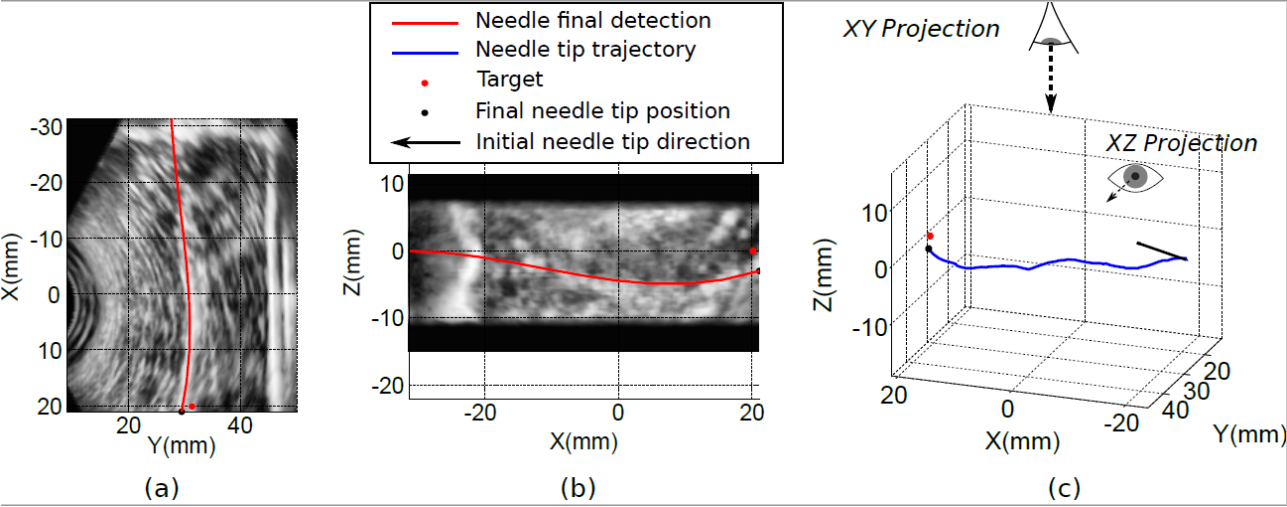 Needle final detection
Needle tip trajectory
Target
Final needle tip position
Initial needle tip direction
X(mm)
-30
-20
-10
0
10
20
20 40
Y(mm)
(a)
Z(mm)
10
0
-10
-20
-20 0 20
X(mm)
(b)
XY Projection
XZ Projection
Z(mm)
10
0
-10
20 0 -20
X(mm)
20
30
40
Y(mm)
(c)